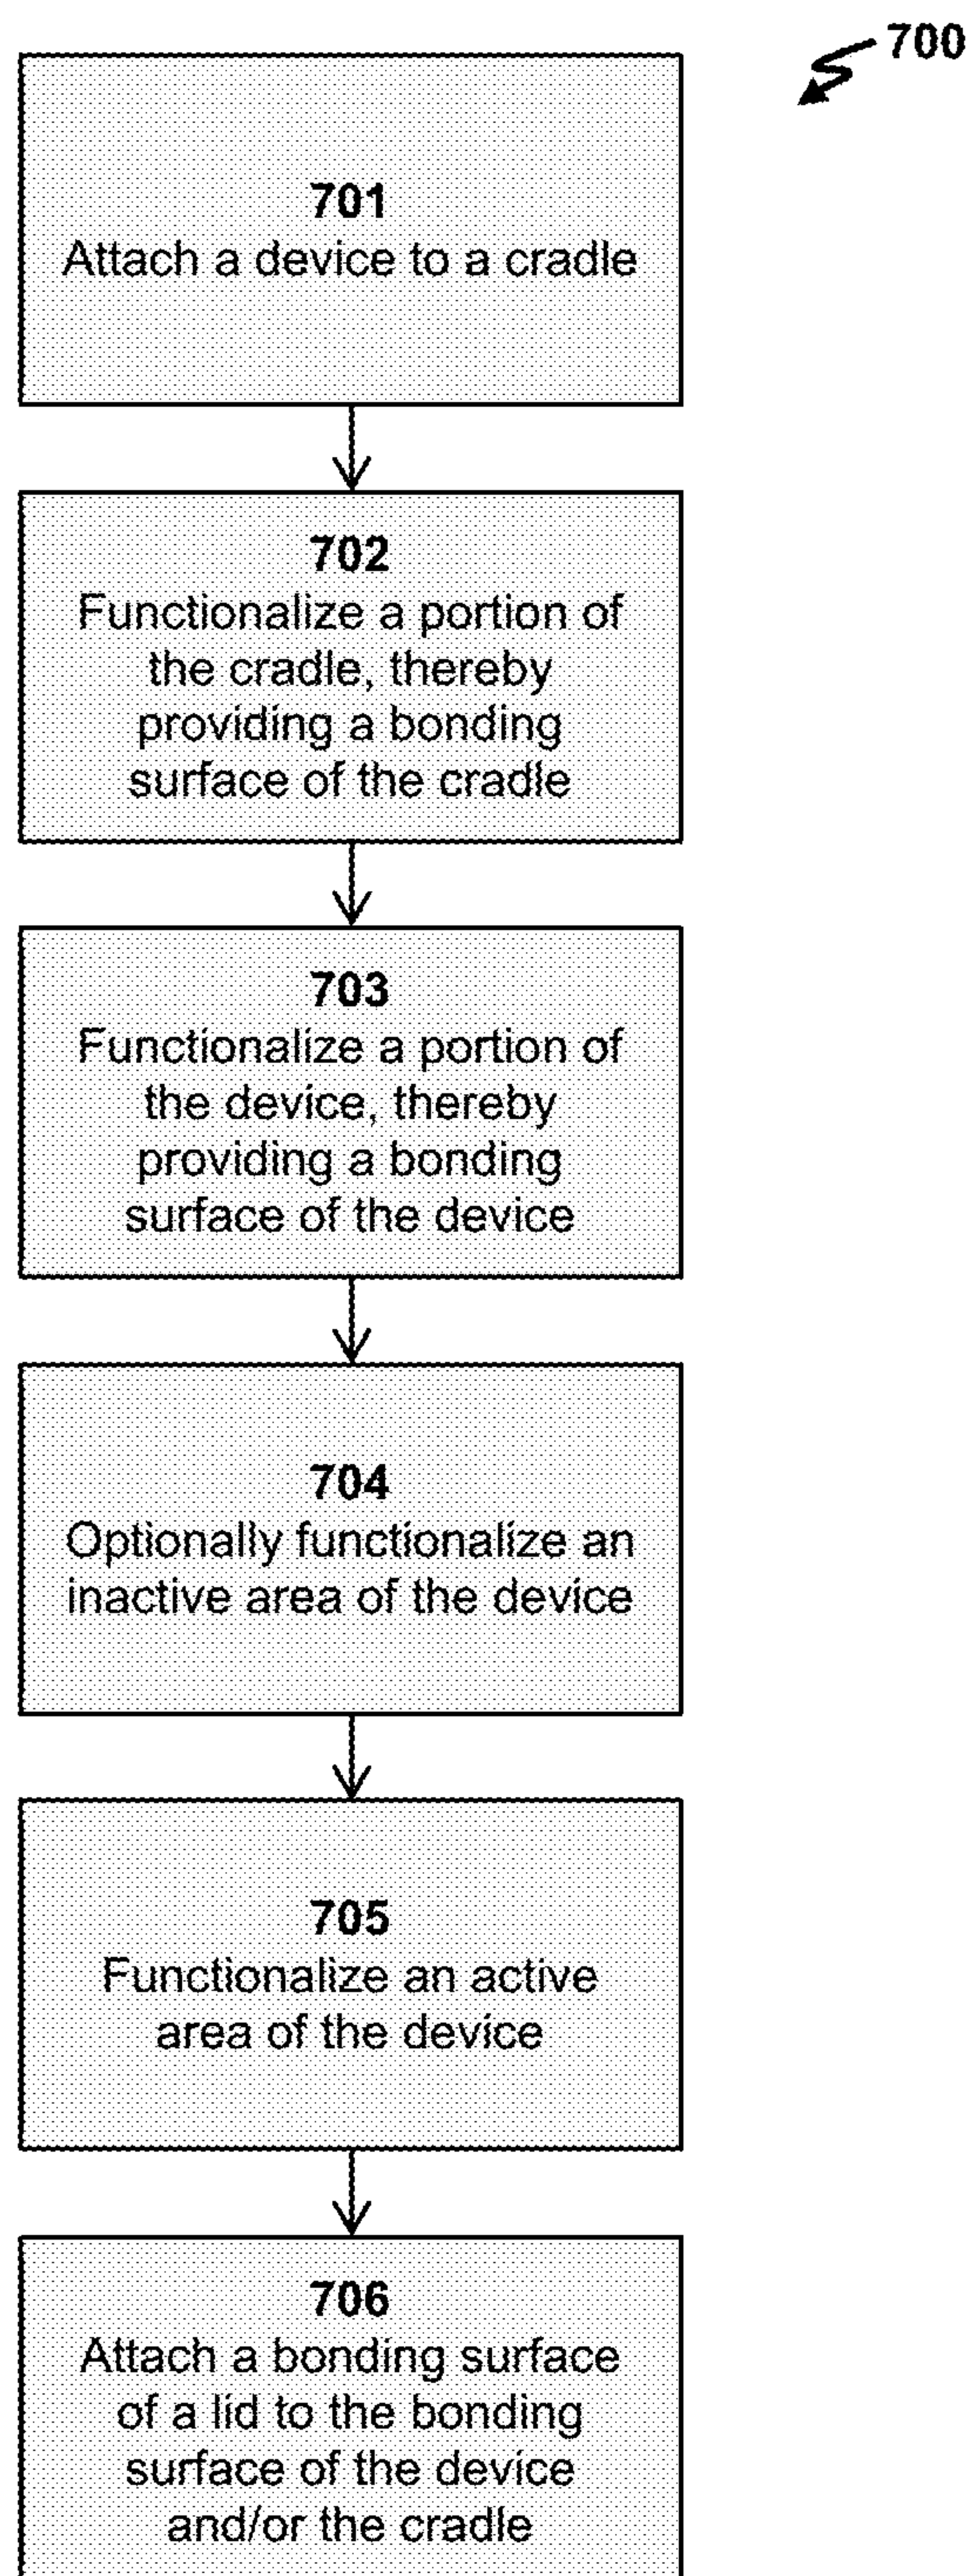 700
701
Attach a device to a cradle
702
Functionalize a portion of
the cradle, thereby
providing a bonding
surface of the cradle
703
Functionalize a portion of
the device, thereby
providing a bonding
surface of the device
704
Optionally functionalize an
inactive area of the device
705
Functionalize an active
area of the device
706
Attach a bonding surface
of a lid to the bonding
surface of the device
and/or the cradle